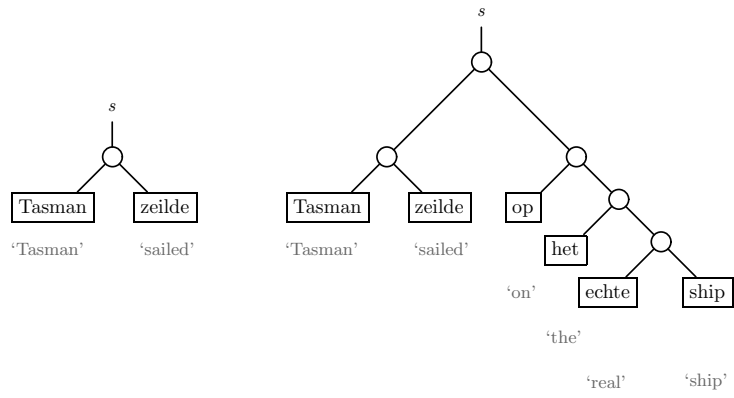 s
s
Tasman zeilde
‘Tasman’ ‘sailed’
Tasman zeilde op
‘Tasman’ ‘sailed’
het
‘on’
echte ship
‘the’
‘real’ ‘ship’